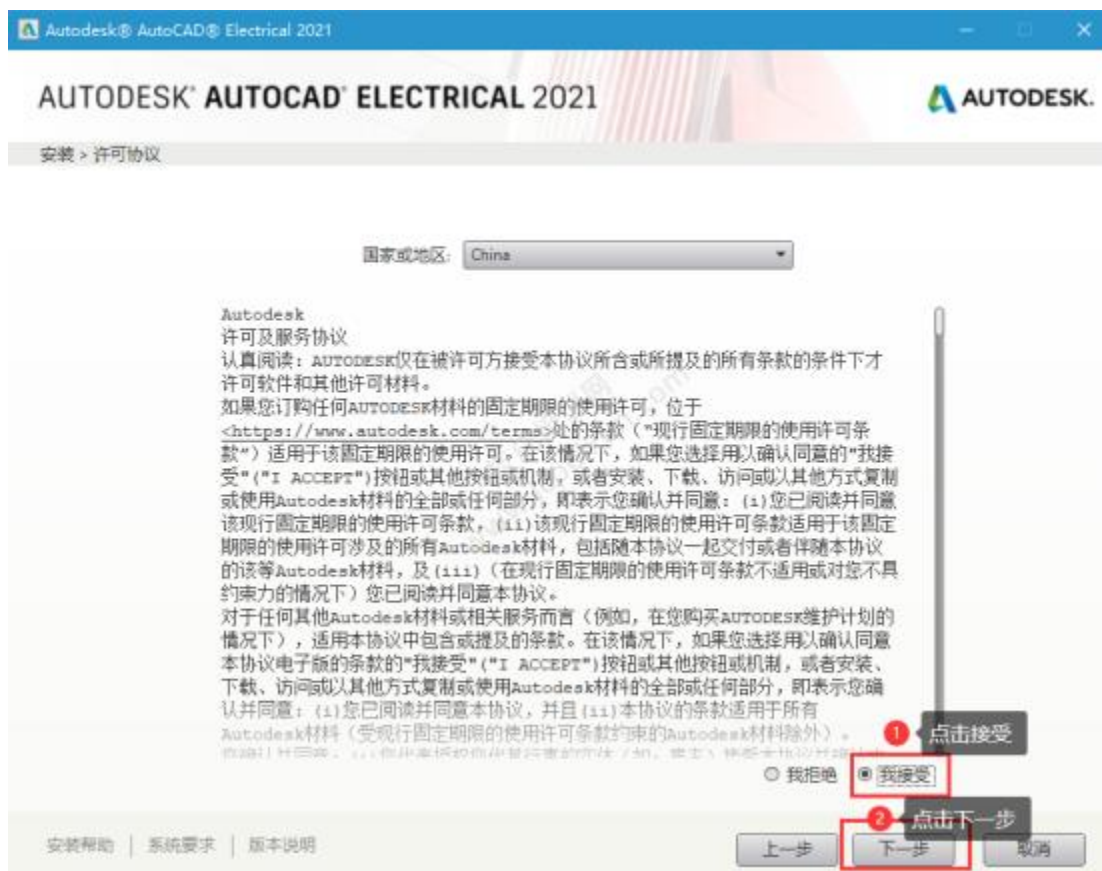 Autodesk® AutoCAD® Electrical 2021
AUTODESK® AUTOCAD® ELECTRICAL 2021
AUTODESK.
安装 > 许可协议
国家或地区: China
Autodesk
许可及服务协议
认真阅读: AUTODESK仅在被许可方接受本协议所含或所提及的所有条款的条件下才
许可软件和其他许可材料。
如果您订购任何AUTODESK材料的固定期限的使用许可, 位于
<https://www.autodesk.com/terms>处的条款 ("现行固定期限的使用许可条
款") 适用于该固定期限的使用许可。在该情况下, 如果您选择用以确认同意的"我接
受"("I ACCEPT")按钮或其他按钮或机制, 或者安装、下载、访问或以其他方式复制
或使用Autodesk材料的全部或任何部分, 即表示您确认并同意: (i)您已阅读并同意
该现行固定期限的使用许可条款, (ii)该现行固定期限的使用许可条款适用于该固定
期限的使用许可涉及的所有Autodesk材料, 包括随本协议一起交付或者伴随本协议
的该等Autodesk材料, 及(iii) (在现行固定期限的使用许可条款不适用或对您不具
约束力的情况下) 您已阅读并同意本协议。
对于任何其他Autodesk材料或相关服务而言 (例如, 在您购买AUTODESK维护计划的
情况下) , 适用本协议中包含或提及的条款。在该情况下, 如果您选择用以确认同意
本协议电子版的条款的"我接受"("I ACCEPT")按钮或其他按钮或机制, 或者安装、
下载、访问或以其他方式复制或使用Autodesk材料的全部或任何部分, 即表示您确
认并同意: (i)您已阅读并同意本协议, 并且(ii)本协议的条款适用于所有
Autodesk材料 (受现行固定期限的使用许可条款约束的Autodesk材料除外) 。
1 点击接受
我拒绝 我接受
2 点击下一步
安装帮助 | 系统要求 | 版本说明
上一步 下一步 取消